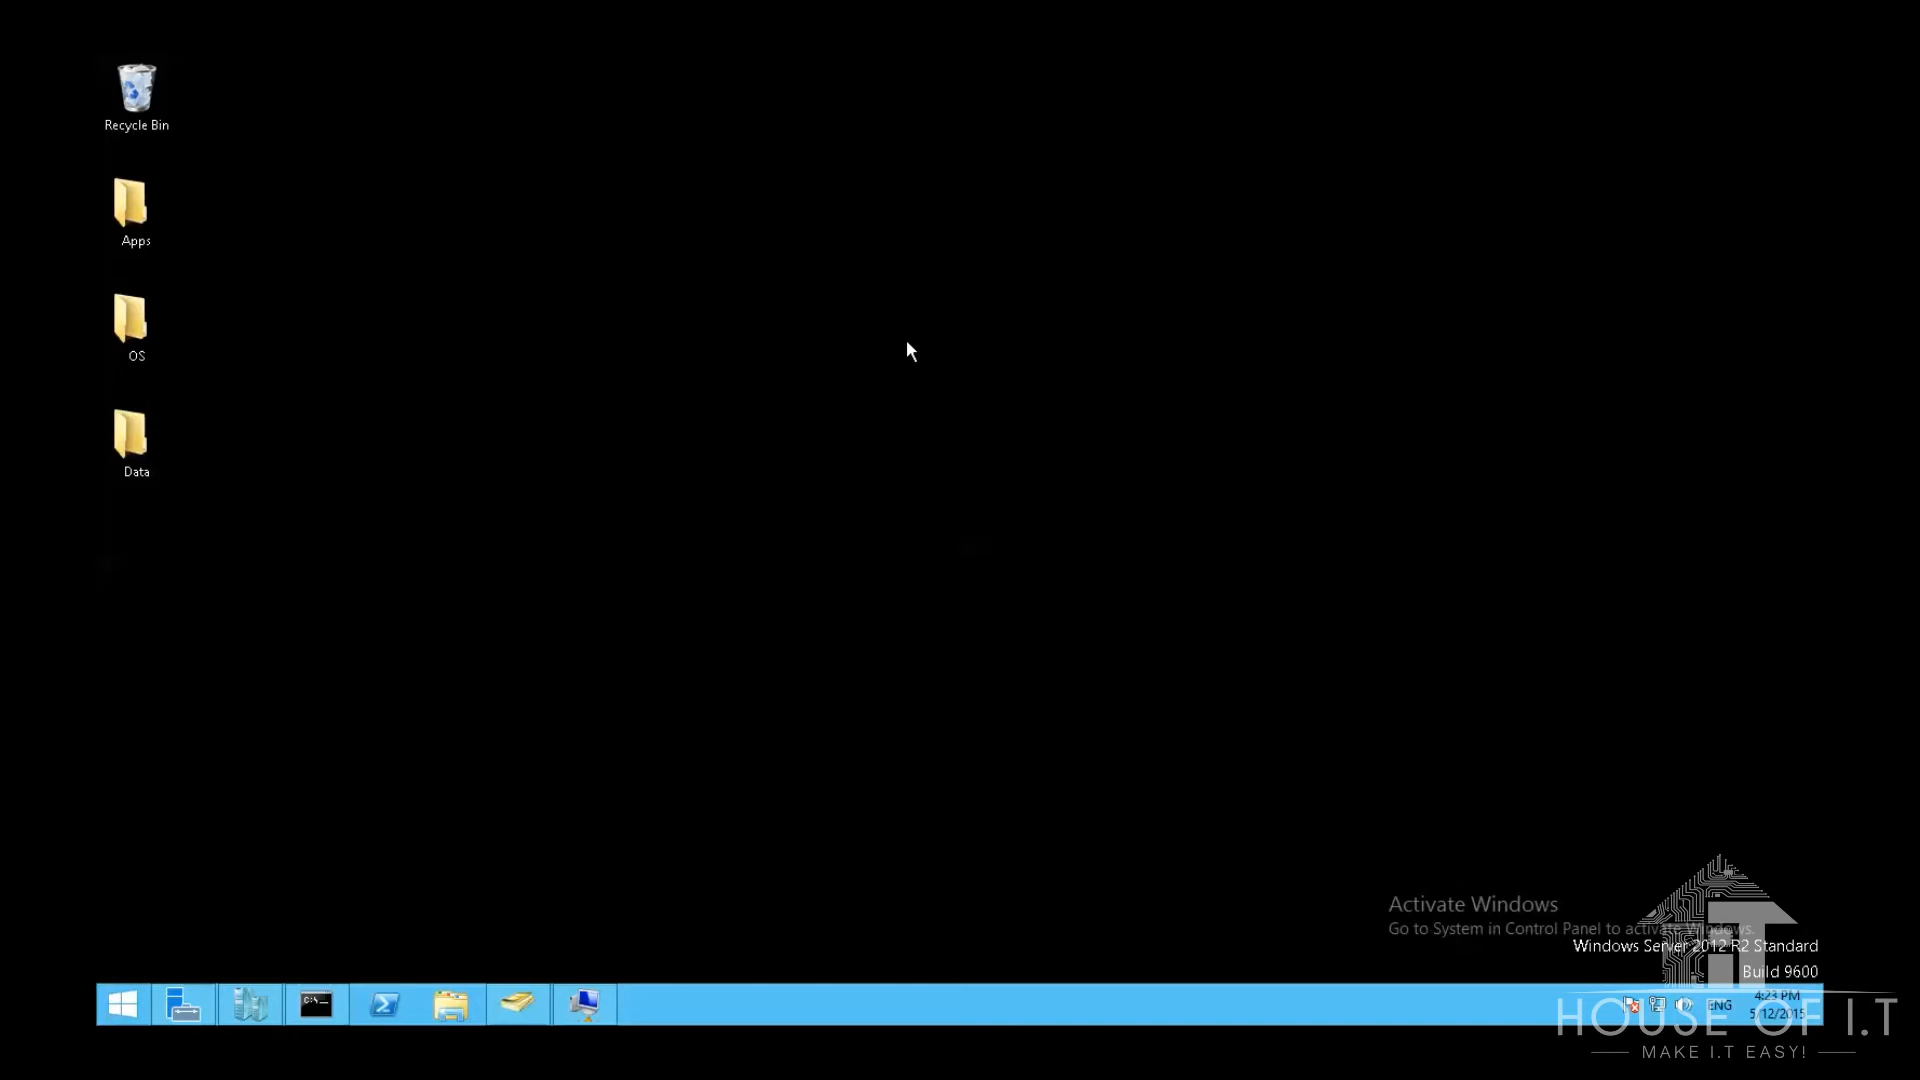 Recycle Bin
Apps
OS
Data
Activate Windows
Go to System in Control Panel to activate Windows.
Windows Server 2012 R2 Standard
Build 9600
C:\_
ENG
4:23 PM
5/12/2015
HOUSE OF I.T
MAKE I.T EASY!